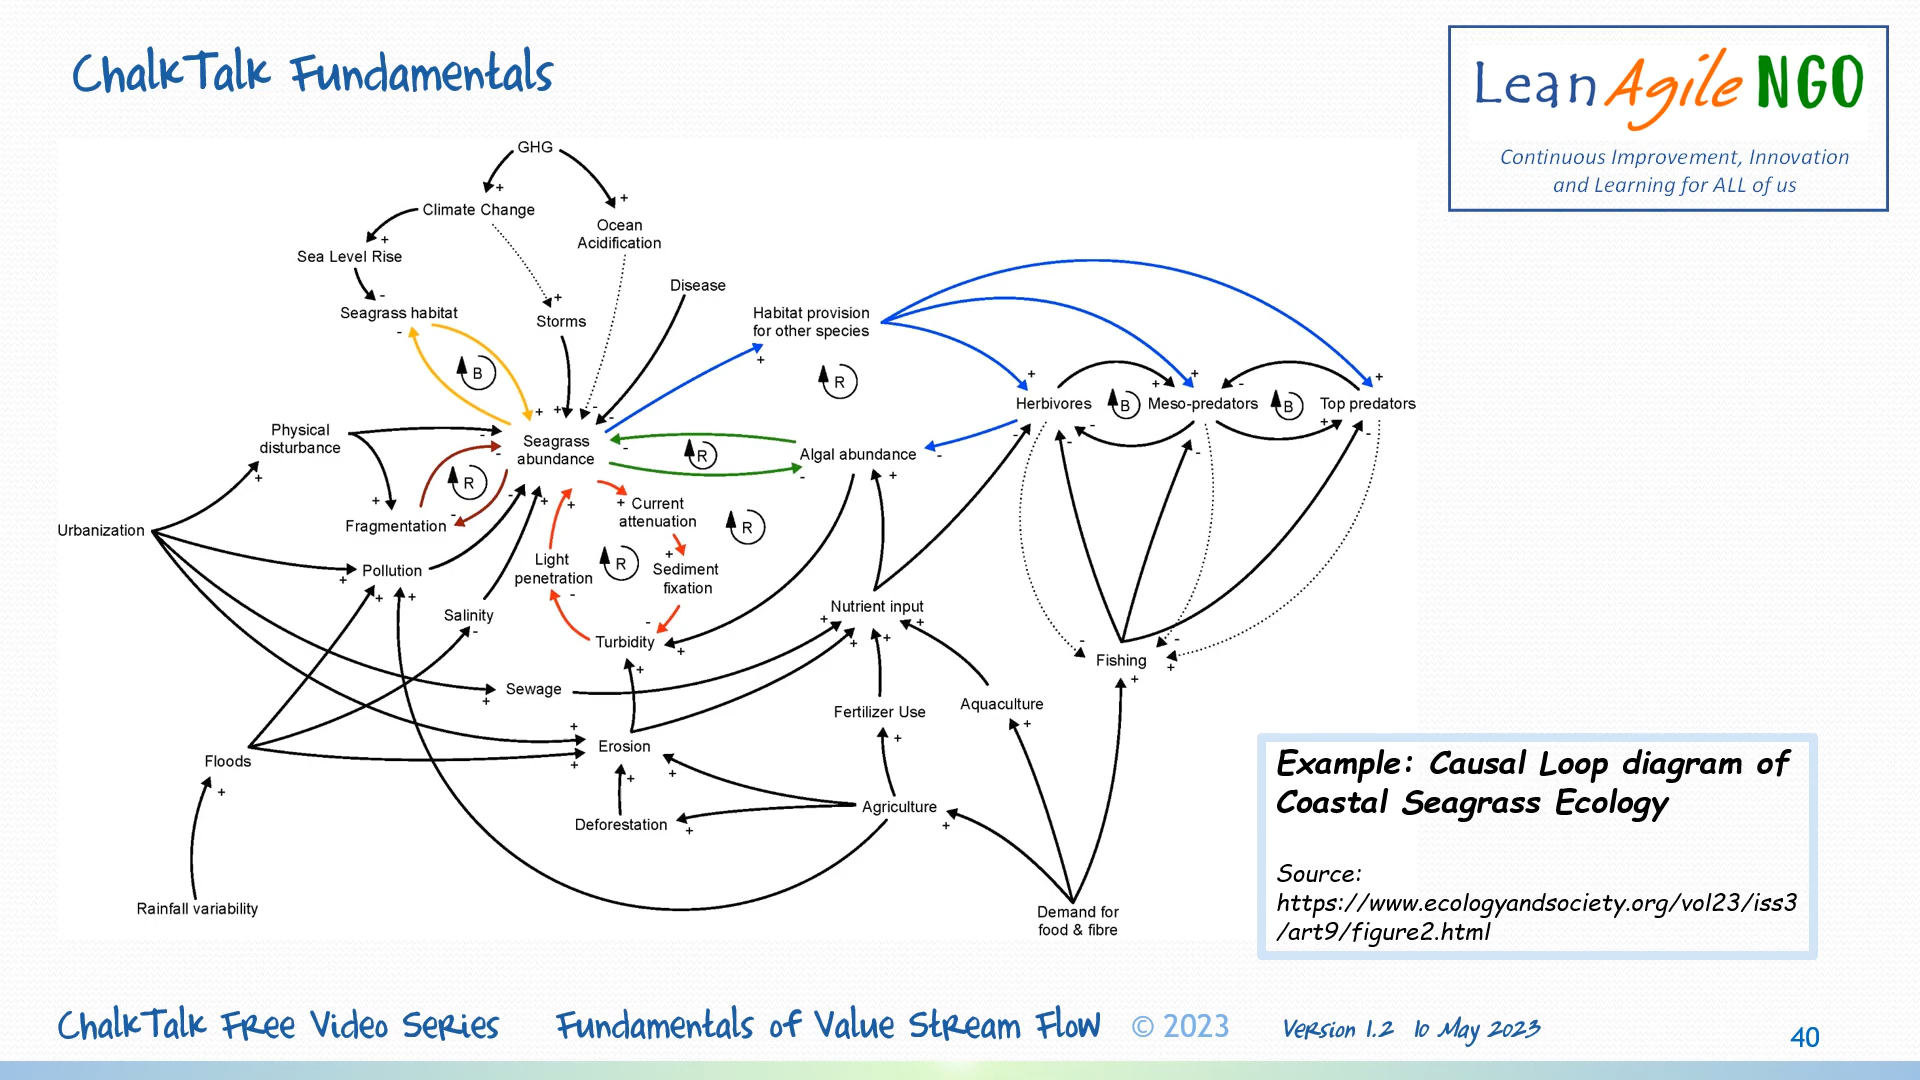 ChalkTalk Fundamentals
Lean Agile NGO
Continuous Improvement, Innovation
and Learning for ALL of us
GHG
+
+
Climate Change
Ocean
Acidification
+
Sea Level Rise
-
Seagrass habitat
-
+
Storms
Disease
Habitat provision
for other species
+
B
R
+
+
+
+
Herbivores
B
Meso-predators
-
B
Top predators
+
-
-
-
-
+
+
-
-
Physical
disturbance
-
-
Seagrass
abundance
-
R
-
Algal abundance
-
+
+
R
-
Fragmentation
-
+
+
+
Current
attenuation
R
Urbanization
+
Pollution
+
+
+
Light
penetration
-
R
+
Sediment
fixation
-
Salinity
-
Turbidity
+
+
Nutrient input
+
+
+
+
-
Fishing
-
+
+
Sewage
+
Fertilizer Use
+
Aquaculture
+
Floods
+
+
Erosion
+
+
+
Agriculture
+
Deforestation
+
Rainfall variability
Demand for
food & fibre
Example: Causal Loop diagram of
Coastal Seagrass Ecology
Source:
https://www.ecologyandsociety.org/vol23/iss3
/art9/figure2.html
ChalkTalk Free Video Series Fundamentals of Value Stream Flow © 2023 Version 1.2 10 May 2023
40